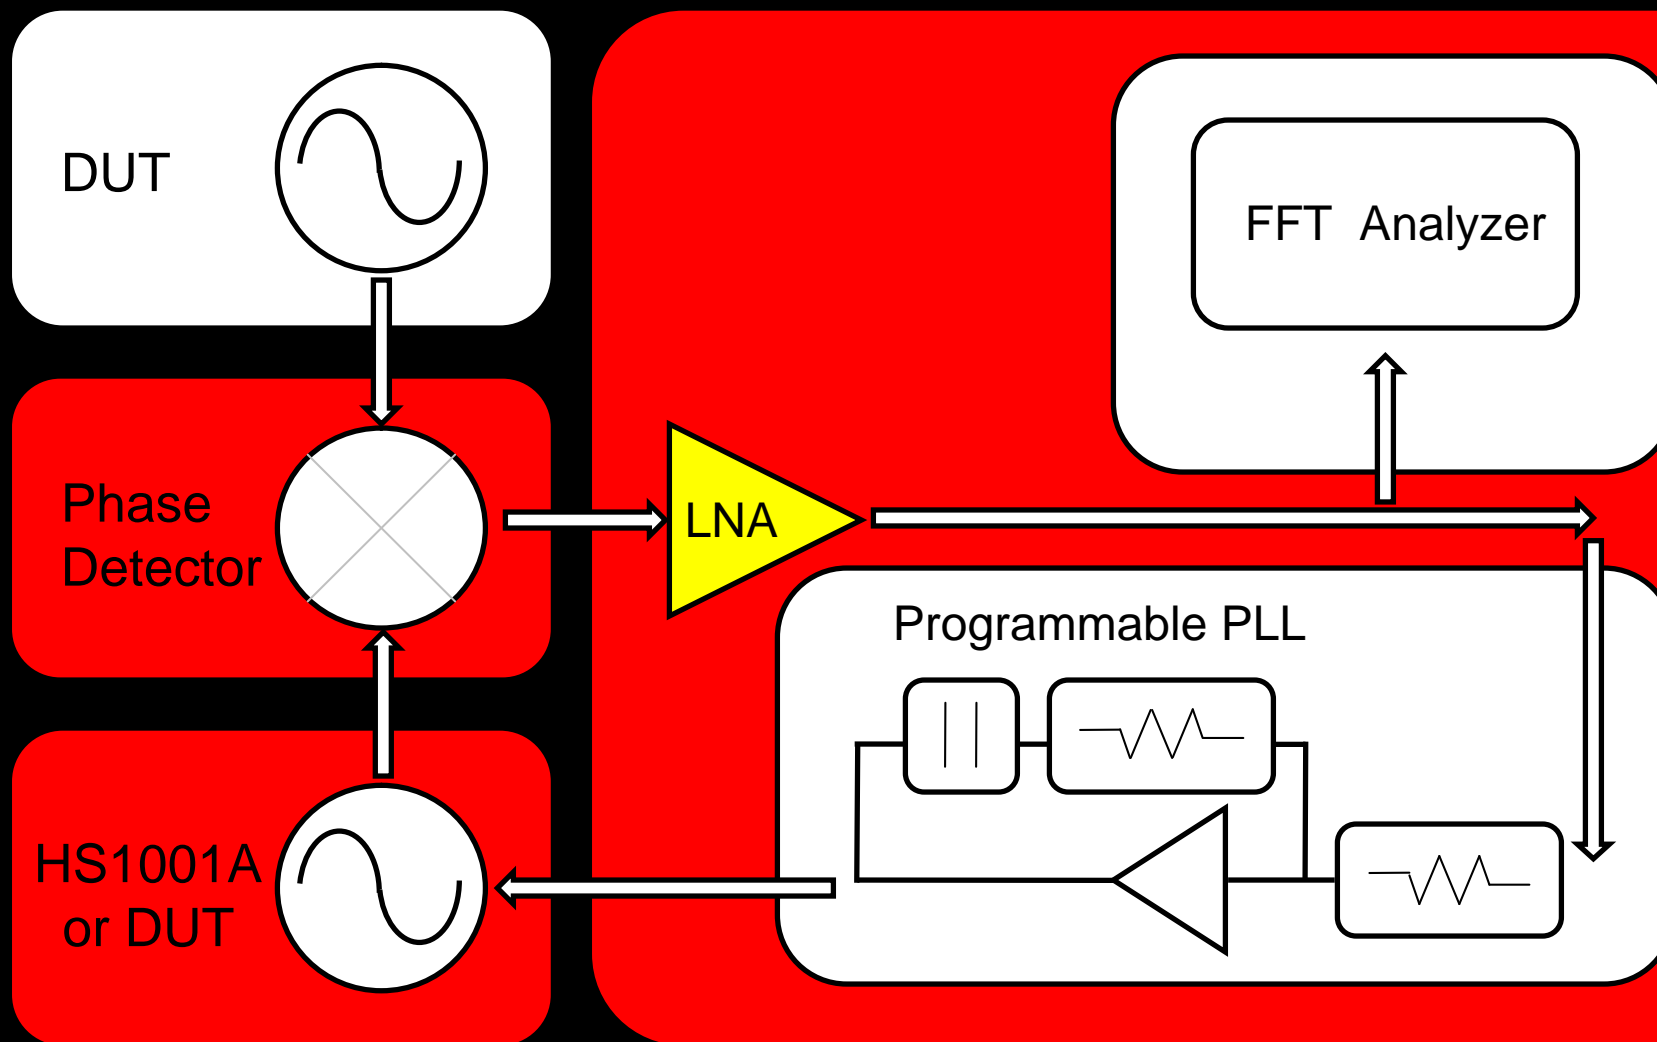 DUT
FFT Analyzer
Phase
Detector
LNA
Programmable PLL
HS1001A
or DUT